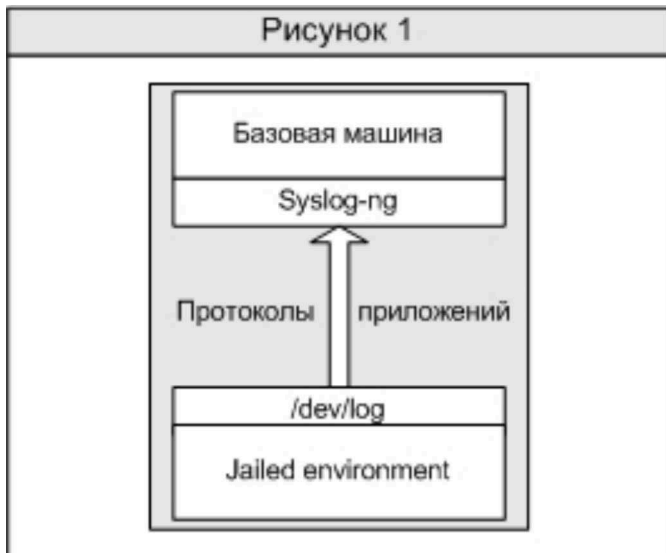 Рисунок 1
Базовая машина
Syslog-ng
Протоколы приложений
/dev/log
Jailed environment